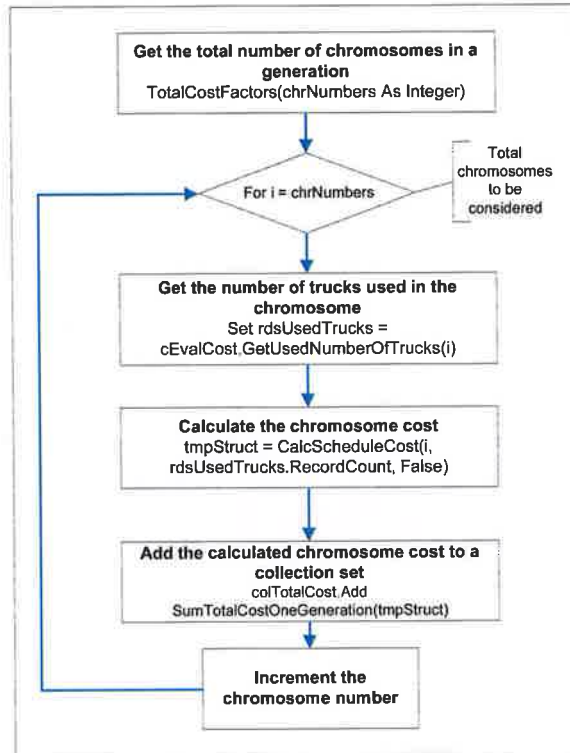 Get the total number of chromosomes in a
generation
TotalCostFactors(chrNumbers As Integer)
For i = chrNumbers
Total
chromosomes
to be
considered
Get the number of trucks used in the
chromosome
Set rdsUsedTrucks =
cEvalCost.GetUsedNumberOfTrucks(i)
Calculate the chromosome cost
tmpStruct = CalcScheduleCost(i,
rdsUsedTrucks.RecordCount, False)
Add the calculated chromosome cost to a
collection set
colTotalCost.Add
SumTotalCostOneGeneration(tmpStruct)
Increment the
chromosome number